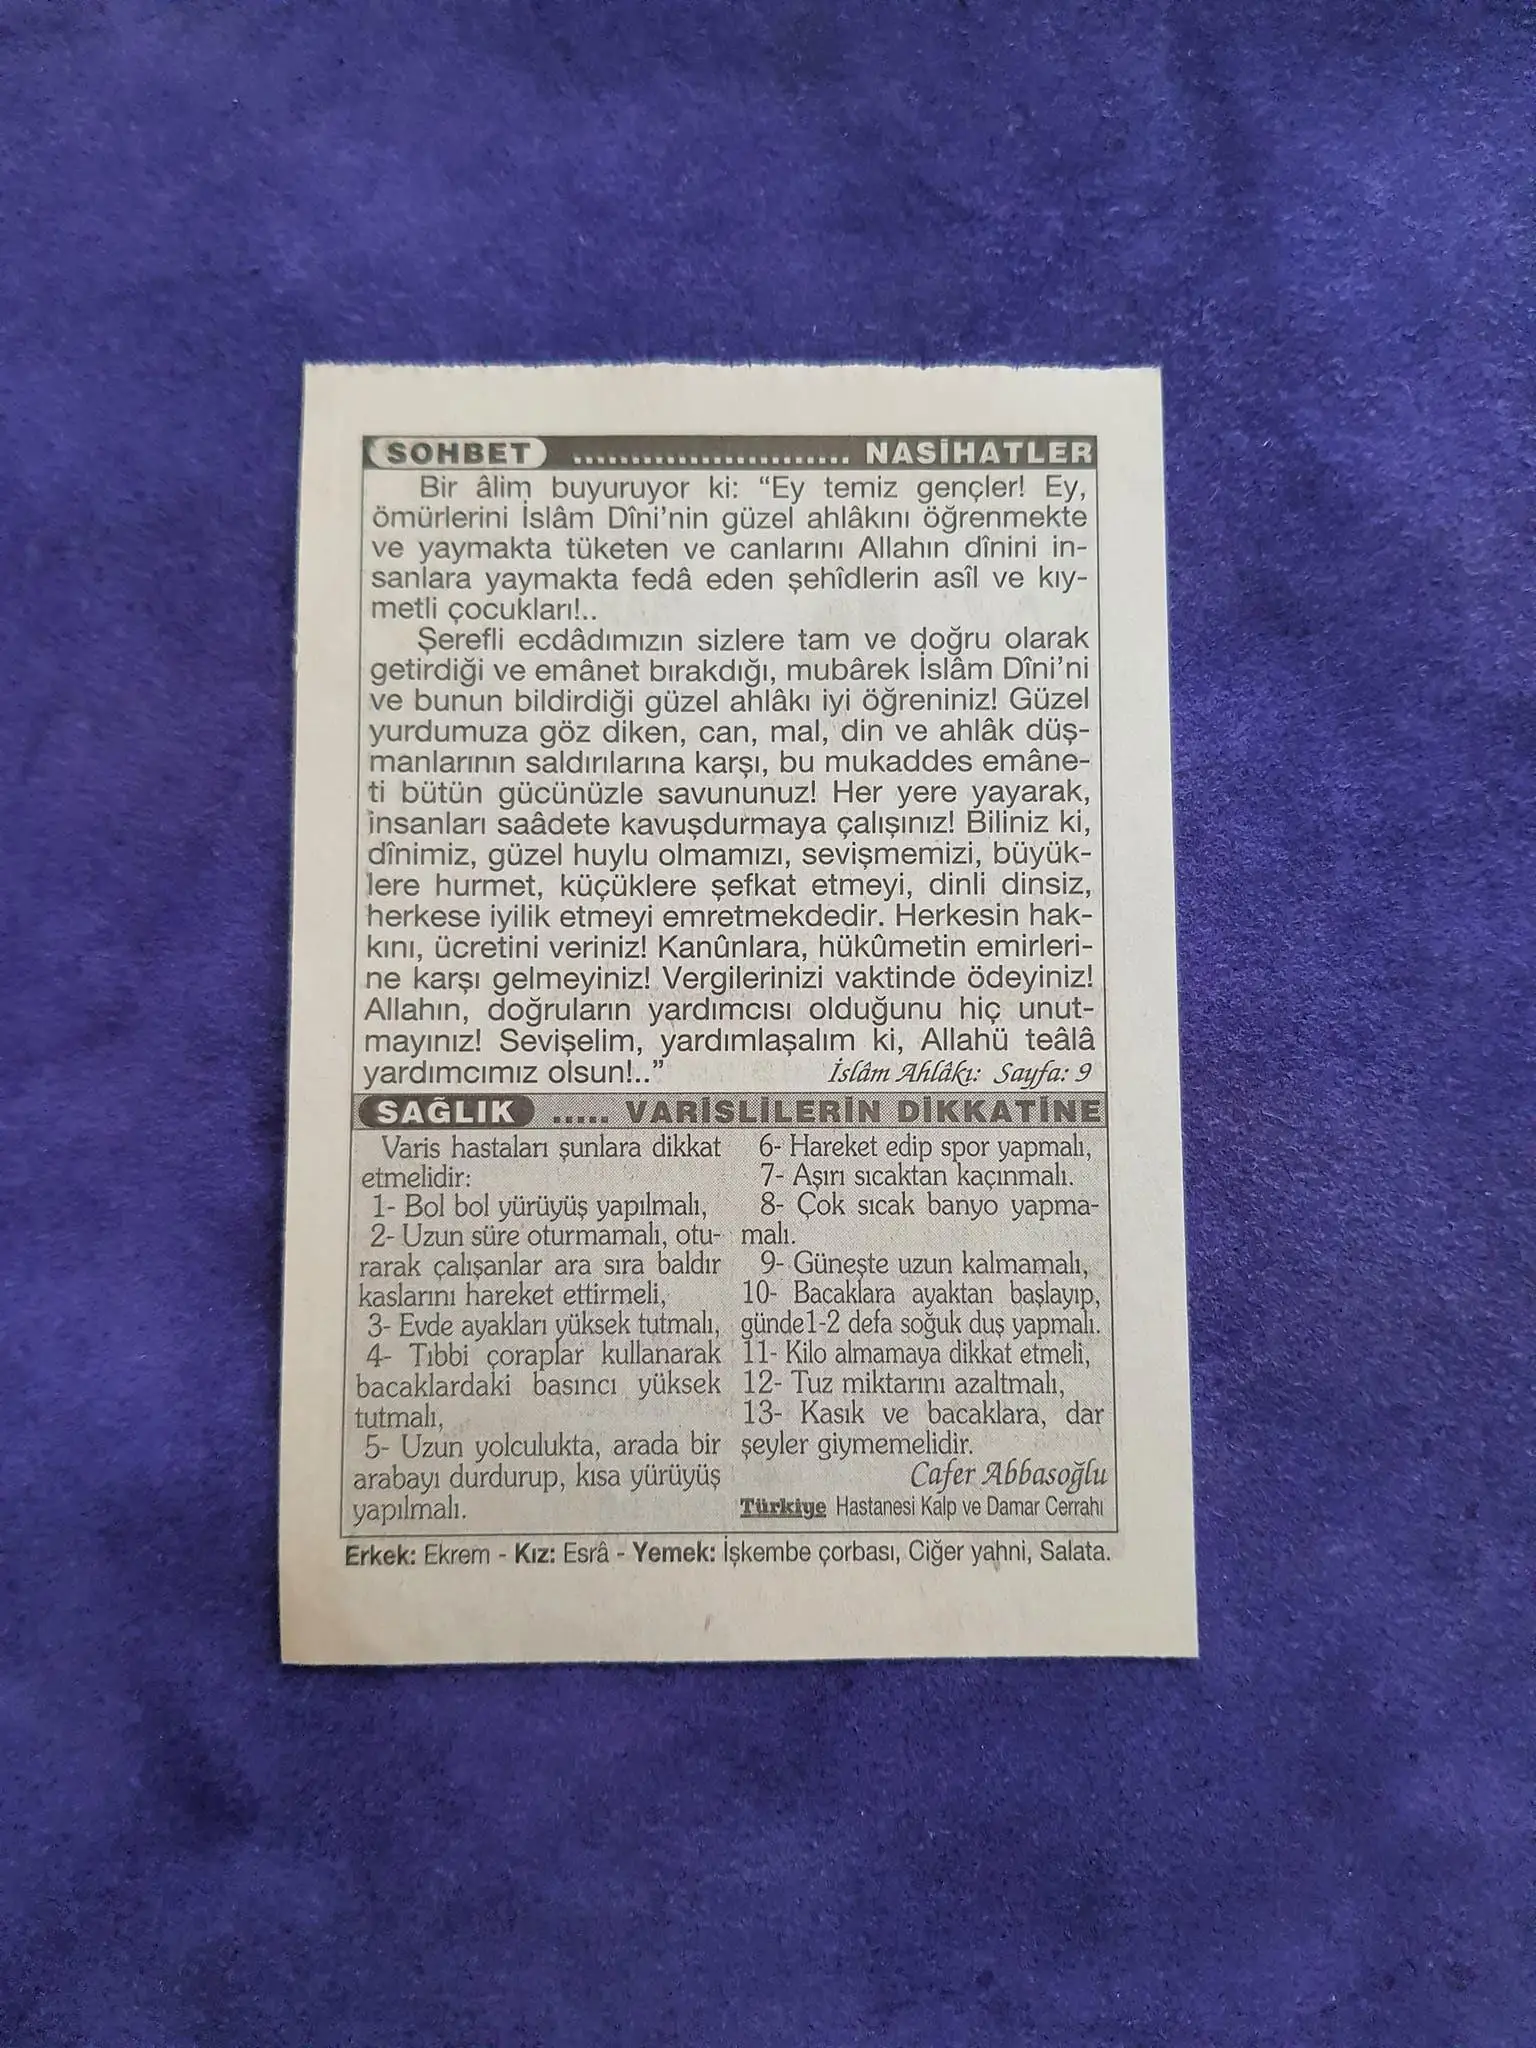 SOHBET ........................ NASİHATLER
Bir âlim buyuruyor ki: “Ey temiz gençler! Ey,
ömürlerini İslâm Dîni’nin güzel ahlâkını öğrenmekte
ve yaymakta tüketen ve canlarını Allahın dînini in-
sanlara yaymakta fedâ eden şehîdlerin asîl ve kıy-
metli çocukları!..
Şerefli ecdâdımızın sizlere tam ve doğru olarak
getirdiği ve emânet bırakdığı, mubârek İslâm Dîni’ni
ve bunun bildirdiği güzel ahlâkı iyi öğreniniz! Güzel
yurdumuza göz diken, can, mal, din ve ahlâk düş-
manlarının saldırılarına karşı, bu mukaddes emâne-
ti bütün gücünüzle savununuz! Her yere yayarak,
insanları saâdete kavuşdurmaya çalışınız! Biliniz ki,
dînimiz, güzel huylu olmamızı, sevişmemizi, büyük-
lere hurmet, küçüklere şefkat etmeyi, dinli dinsiz,
herkese iyilik etmeyi emretmekdedir. Herkesin hak-
kını, ücretini veriniz! Kanûnlara, hükûmetin emirleri-
ne karşı gelmeyiniz! Vergilerinizi vaktinde ödeyiniz!
Allahın, doğruların yardımcısı olduğunu hiç unut-
mayınız! Sevişelim, yardımlaşalım ki, Allahü teâlâ
yardımcımız olsun!..” İslâm Ahlâkı: Sayfa: 9
SAĞLIK ..... VARİSLİLERİN DİKKATİNE
Varis hastaları şunlara dikkat
etmelidir:
1- Bol bol yürüyüş yapılmalı,
2- Uzun süre oturmamalı, otu-
rarak çalışanlar ara sıra baldır
kaslarını hareket ettirmeli,
3- Evde ayakları yüksek tutmalı,
4- Tıbbi çoraplar kullanarak
bacaklardaki basıncı yüksek
tutmalı,
5- Uzun yolculukta, arada bir
arabayı durdurup, kısa yürüyüş
yapılmalı.
6- Hareket edip spor yapmalı,
7- Aşırı sıcaktan kaçınmalı.
8- Çok sıcak banyo yapma-
malı.
9- Güneşte uzun kalmamalı,
10- Bacaklara ayaktan başlayıp,
günde1-2 defa soğuk duş yapmalı.
11- Kilo almamaya dikkat etmeli,
12- Tuz miktarını azaltmalı,
13- Kasık ve bacaklara, dar
şeyler giymemelidir.
Cafer Abbasoğlu
Türkiye Hastanesi Kalp ve Damar Cerrahı
Erkek: Ekrem - Kız: Esrâ - Yemek: İşkembe çorbası, Ciğer yahni, Salata.